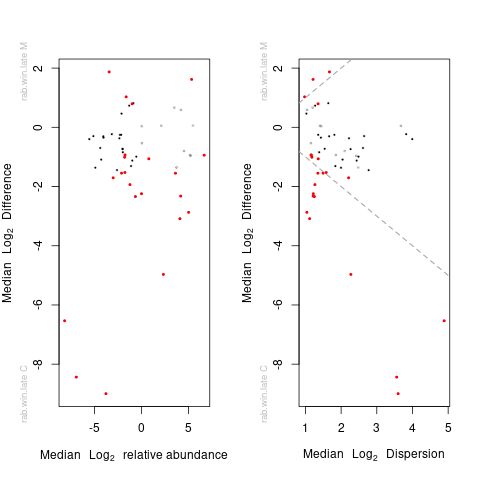 rab.win.late M
rab.win.late M
2
0
-2
-4
-6
-8
2
0
-2
-4
-6
-8
Median Log2 Difference
Median Log2 Difference
rab.win.late C
rab.win.late C
-5 0 5
1 2 3 4 5
Median Log2 relative abundance
Median Log2 Dispersion